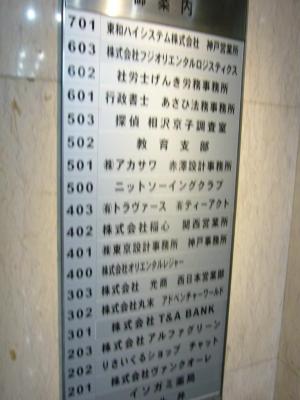 御案内
701 東和ハイシステム株式会社 神戸営業所
603 株式会社フジオリエンタルロジスティクス
602 社労士げんき労務事務所
601 行政書士 あさひ法務事務所
503 探偵 相沢京子調査室
502 教育支部
501 ㈱アカサワ 赤澤設計事務所
500 ニットソーイングクラブ
403 ㈲トラヴァース ㈲ティーアクト
402 株式会社稲心 関西営業所
401 ㈱東京設計事務所 神戸事務所
400 株式会社オリエンタルレジャー
303 株式会社 光商 西日本営業部
302 株式会社丸米 アドベンチャーワールド
301 株式会社 T&A BANK
203 株式会社 アルファグリーン
202 りさいくるショップ チャット
201 株式会社ヴァンクオーレ
イソガミ薬局